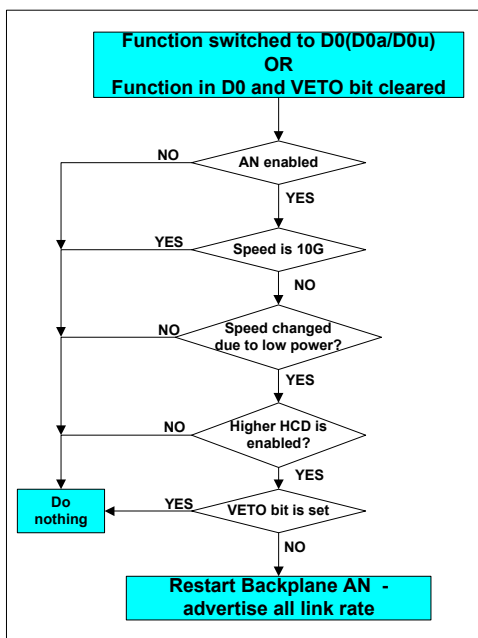 Function switched to D0(D0a/D0u)
OR
Function in D0 and VETO bit cleared
NO
AN enabled
YES
YES
Speed is 10G
NO
NO
Speed changed
due to low power?
YES
NO
Higher HCD is
enabled?
YES
Do
nothing
YES
VETO bit is set
NO
Restart Backplane AN -
advertise all link rate